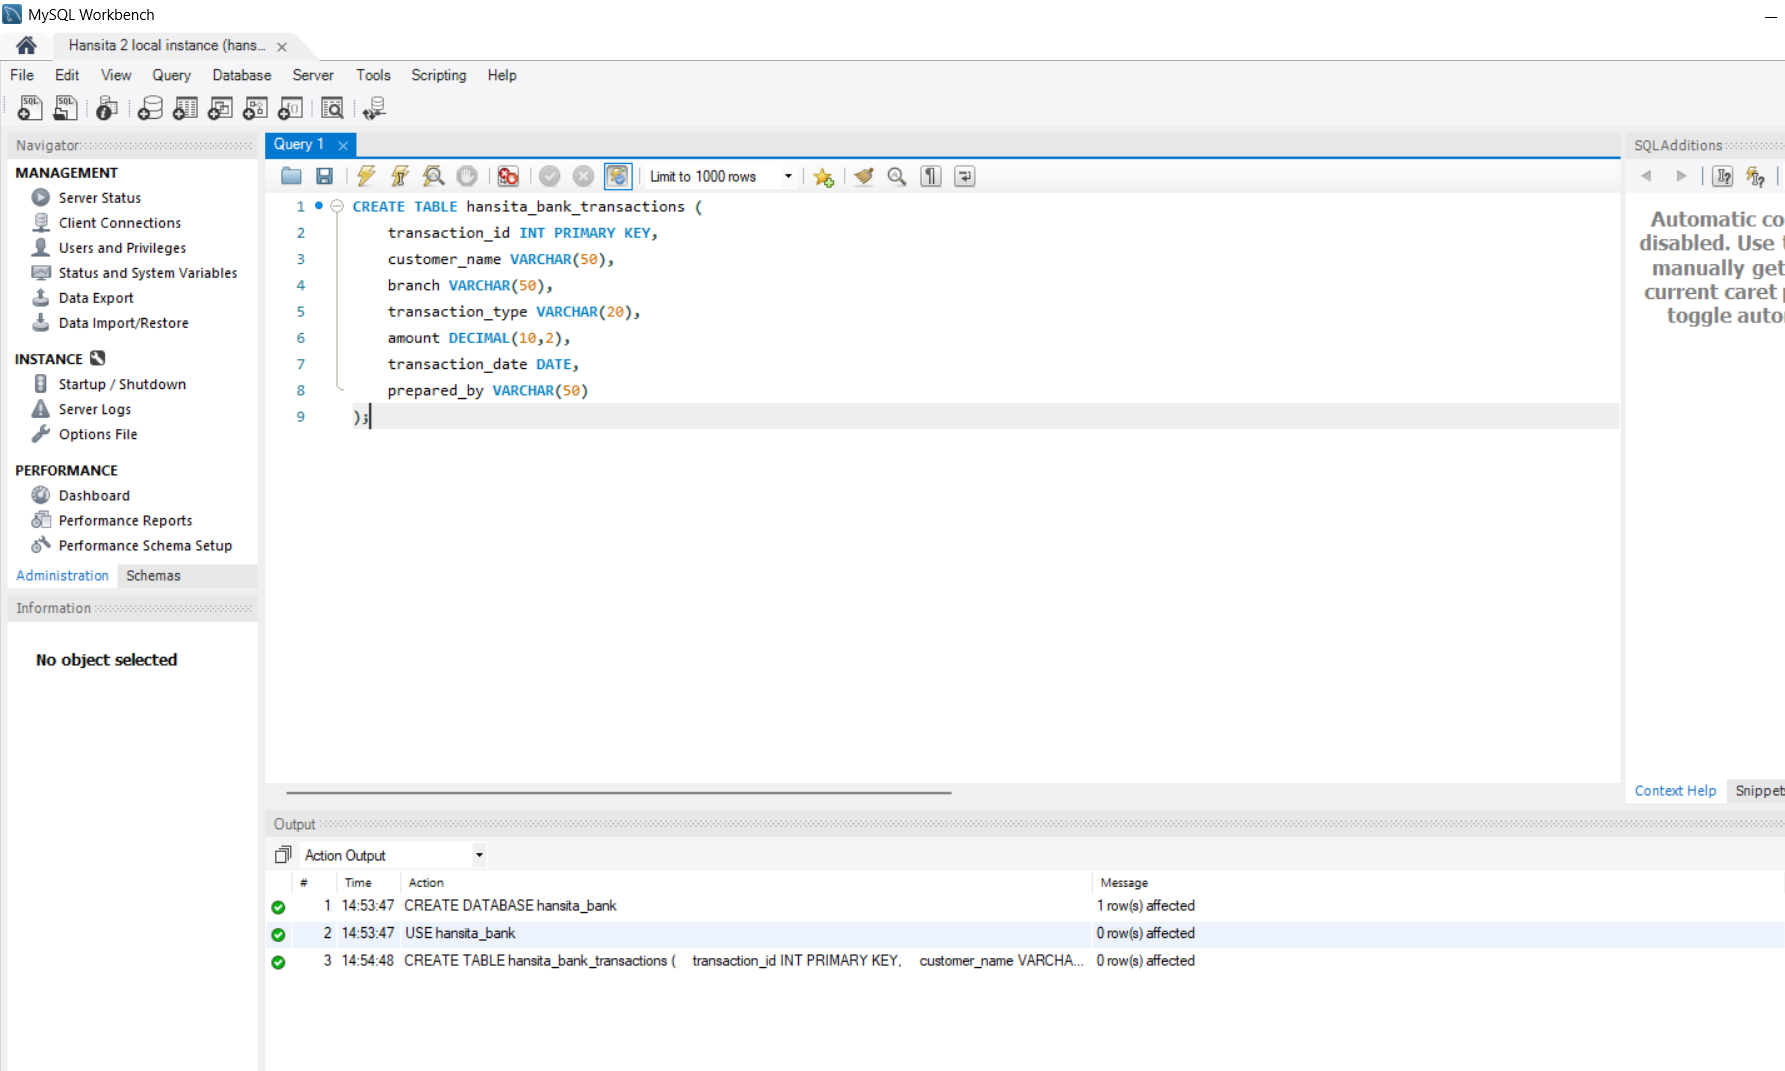 MySQL Workbench
Hansita 2 local instance (hans...
File Edit View Query Database Server Tools Scripting Help
Navigator
MANAGEMENT
Server Status
Client Connections
Users and Privileges
Status and System Variables
Data Export
Data Import/Restore
INSTANCE
Startup / Shutdown
Server Logs
Options File
PERFORMANCE
Dashboard
Performance Reports
Performance Schema Setup
Administration Schemas
Information
No object selected
Query 1
Limit to 1000 rows
1 CREATE TABLE hansita_bank_transactions (
2 transaction_id INT PRIMARY KEY,
3 customer_name VARCHAR(50),
4 branch VARCHAR(50),
5 transaction_type VARCHAR(20),
6 amount DECIMAL(10,2),
7 transaction_date DATE,
8 prepared_by VARCHAR(50)
9 );
SQLAdditions
Automatic co
disabled. Use t
manually get
current caret p
toggle auto
Context Help Snippet
Output
Action Output
# Time Action Message
1 14:53:47 CREATE DATABASE hansita_bank 1 row(s) affected
2 14:53:47 USE hansita_bank 0 row(s) affected
3 14:54:48 CREATE TABLE hansita_bank_transactions ( transaction_id INT PRIMARY KEY, customer_name VARCHA... 0 row(s) affected